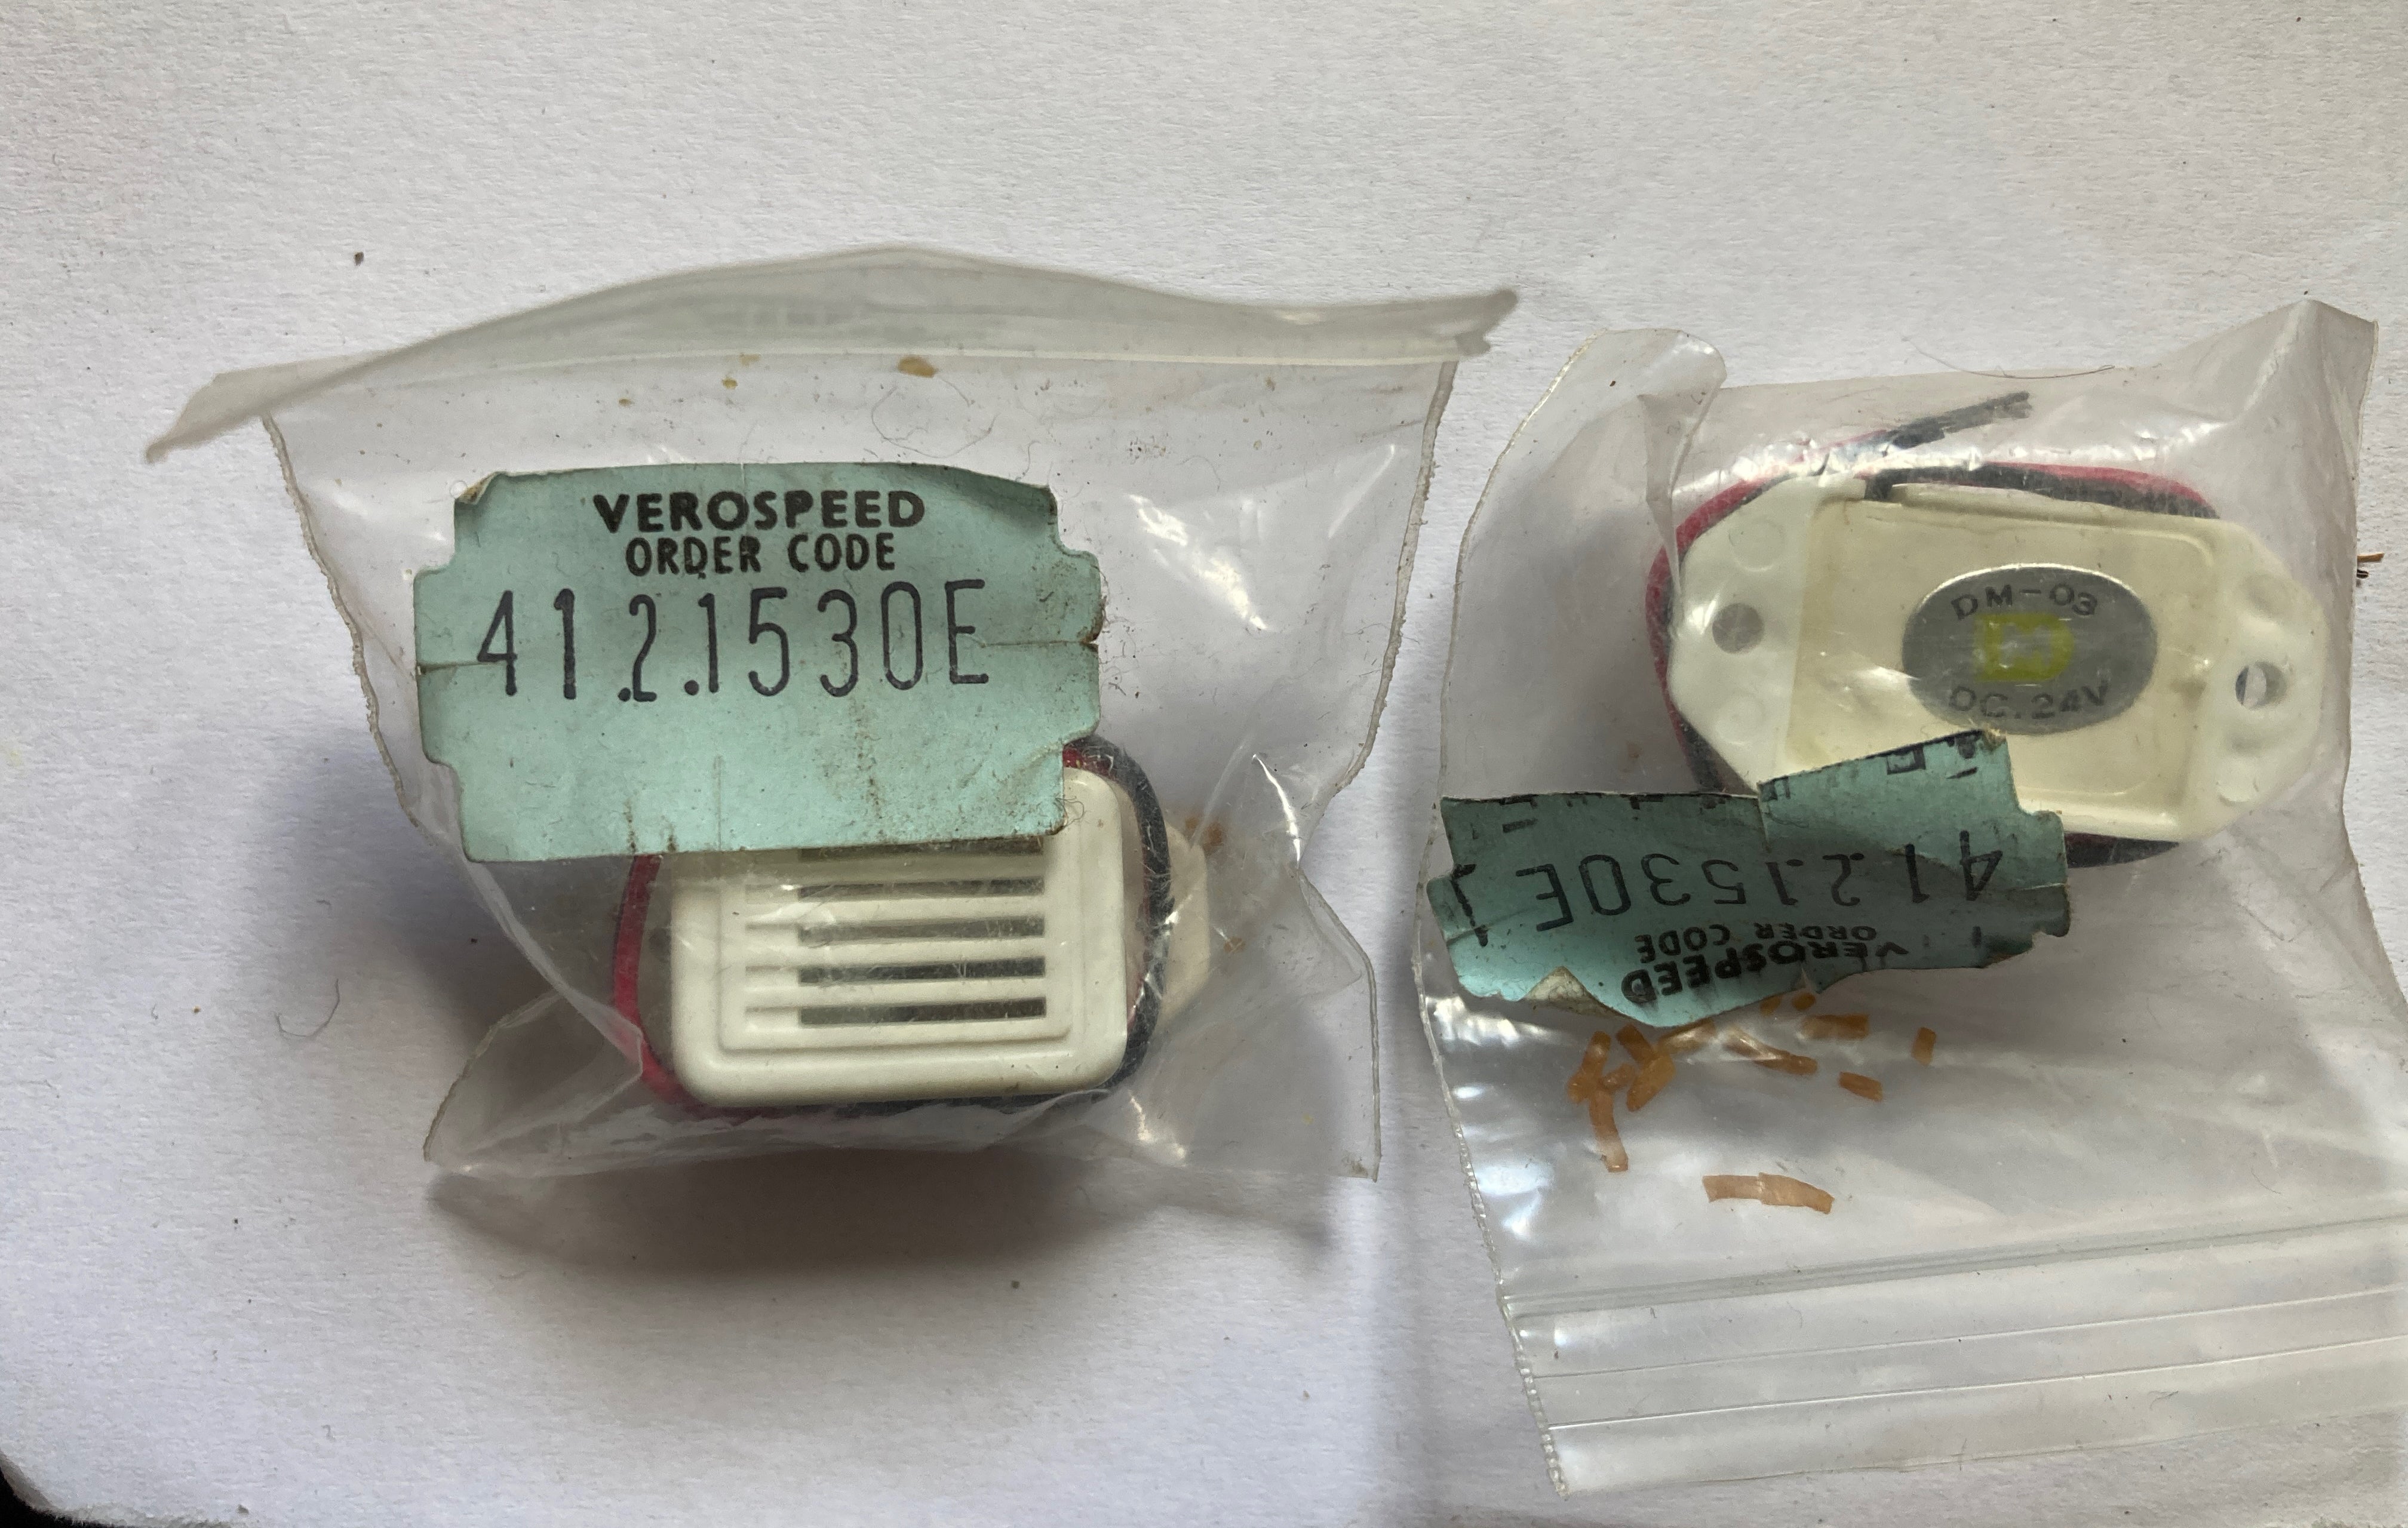 VEROSPEED
ORDER CODE
41.2.1530E
DM-03
DC.24V
41 2.1530E
VEROSPEED
ORDER CODE